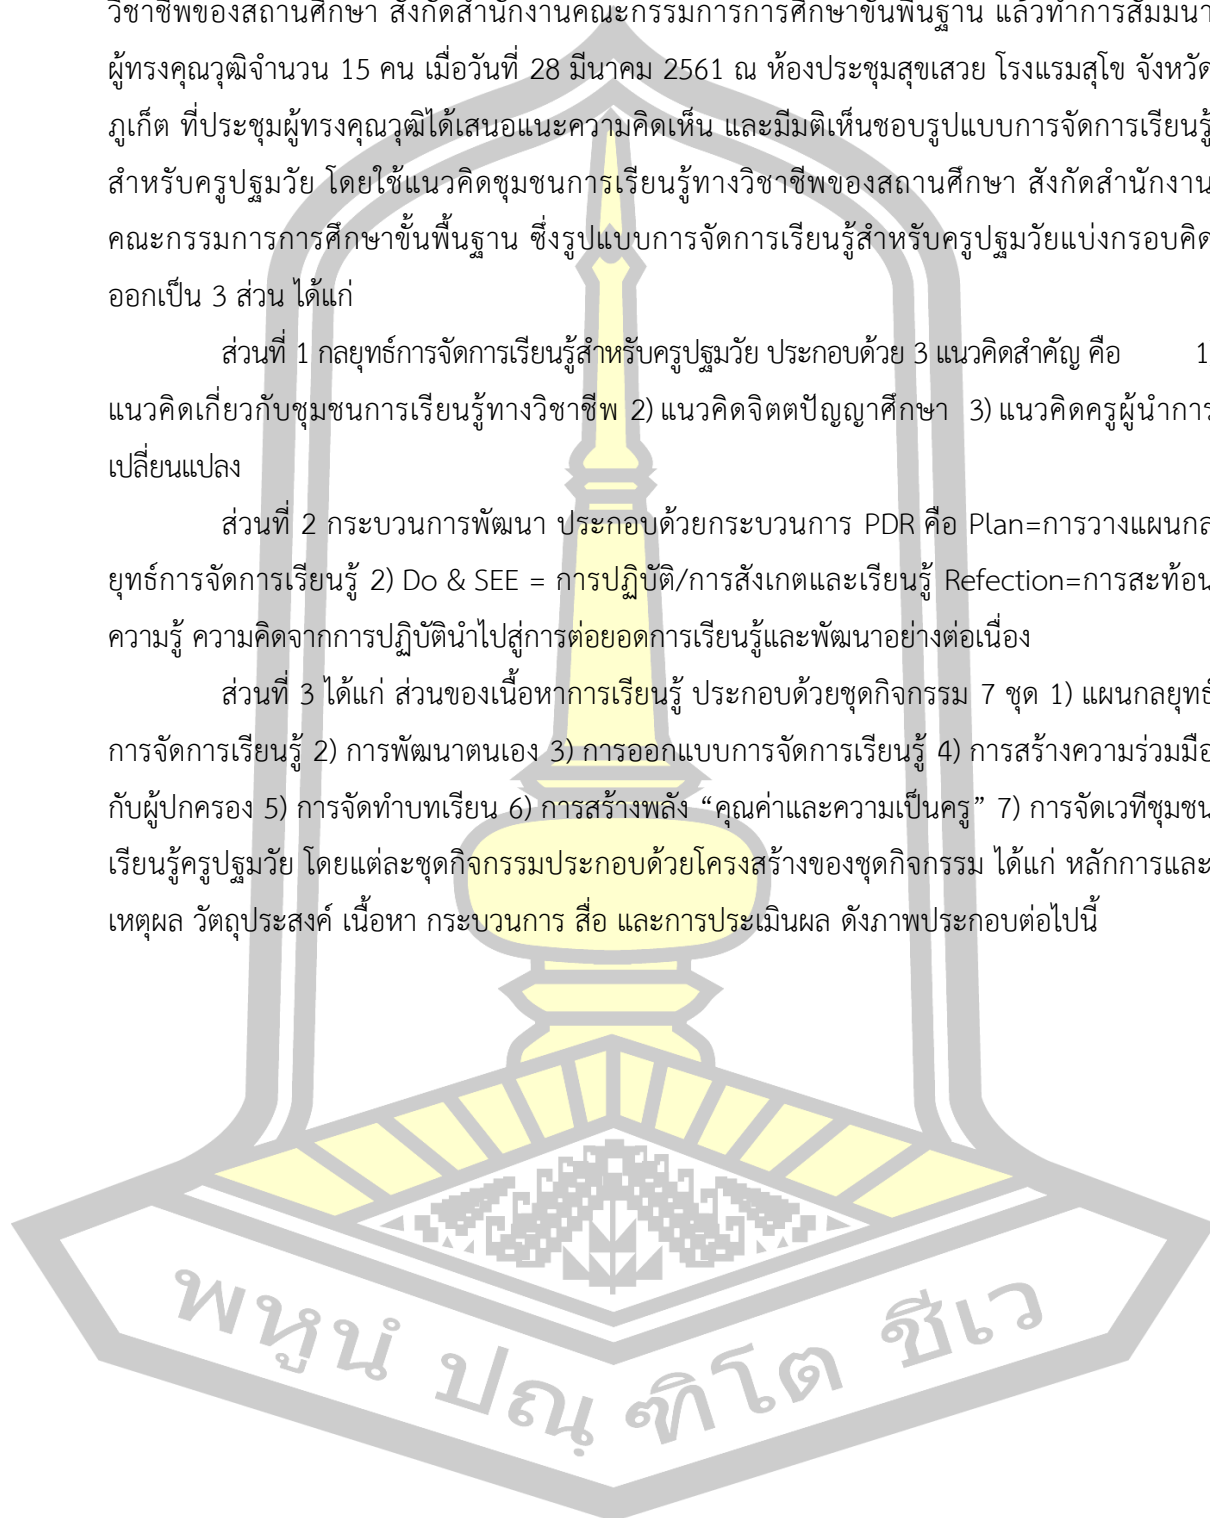 วิชาชีพของสถานศึกษา สังกัดสำนักงานคณะกรรมการการศึกษาขั้นพื้นฐาน แล้วทำการสัมมนา
ผู้ทรงคุณวุฒิจำนวน 15 คน เมื่อวันที่ 28 มีนาคม 2561 ณ ห้องประชุมสุขเสวย โรงแรมสุโข จังหวัด
ภูเก็ต ที่ประชุมผู้ทรงคุณวุฒิได้เสนอแนะความคิดเห็น และมีมติเห็นชอบรูปแบบการจัดการเรียนรู้
สำหรับครูปฐมวัย โดยใช้แนวคิดชุมชนการเรียนรู้ทางวิชาชีพของสถานศึกษา สังกัดสำนักงาน
คณะกรรมการการศึกษาขั้นพื้นฐาน ซึ่งรูปแบบการจัดการเรียนรู้สำหรับครูปฐมวัยแบ่งกรอบคิด
ออกเป็น 3 ส่วน ได้แก่
ส่วนที่ 1 กลยุทธ์การจัดการเรียนรู้สำหรับครูปฐมวัย ประกอบด้วย 3 แนวคิดสำคัญ คือ 1
แนวคิดเกี่ยวกับชุมชนการเรียนรู้ทางวิชาชีพ 2) แนวคิดจิตตปัญญาศึกษา 3) แนวคิดครูผู้นำการ
เปลี่ยนแปลง
ส่วนที่ 2 กระบวนการพัฒนา ประกอบด้วยกระบวนการ PDR คือ Plan=การวางแผนกล
ยุทธ์การจัดการเรียนรู้ 2) Do & SEE = การปฏิบัติ/การสังเกตและเรียนรู้ Refection=การสะท้อน
ความรู้ ความคิดจากการปฏิบัตินำไปสู่การต่อยอดการเรียนรู้และพัฒนาอย่างต่อเนื่อง
ส่วนที่ 3 ได้แก่ ส่วนของเนื้อหาการเรียนรู้ ประกอบด้วยชุดกิจกรรม 7 ชุด 1) แผนกลยุทธ์
การจัดการเรียนรู้ 2) การพัฒนาตนเอง 3) การออกแบบการจัดการเรียนรู้ 4) การสร้างความร่วมมือ
กับผู้ปกครอง 5) การจัดทำบทเรียน 6) การสร้างพลัง “คุณค่าและความเป็นครู” 7) การจัดเวทีชุมชน
เรียนรู้ครูปฐมวัย โดยแต่ละชุดกิจกรรมประกอบด้วยโครงสร้างของชุดกิจกรรม ได้แก่ หลักการและ
เหตุผล วัตถุประสงค์ เนื้อหา กระบวนการ สื่อ และการประเมินผล ดังภาพประกอบต่อไปนี้
พหูนํ ปณฺฑิโต ชีเว